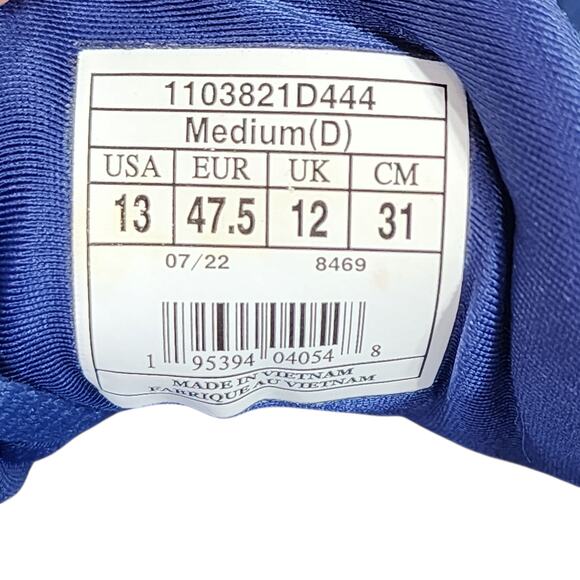 1103821D444
Medium(D)
USA EUR UK CM
13 47.5 12 31
07/22 8469
1 95394 04054 8
MADE IN VIETNAM
FABRIQUE AU VIETNAM